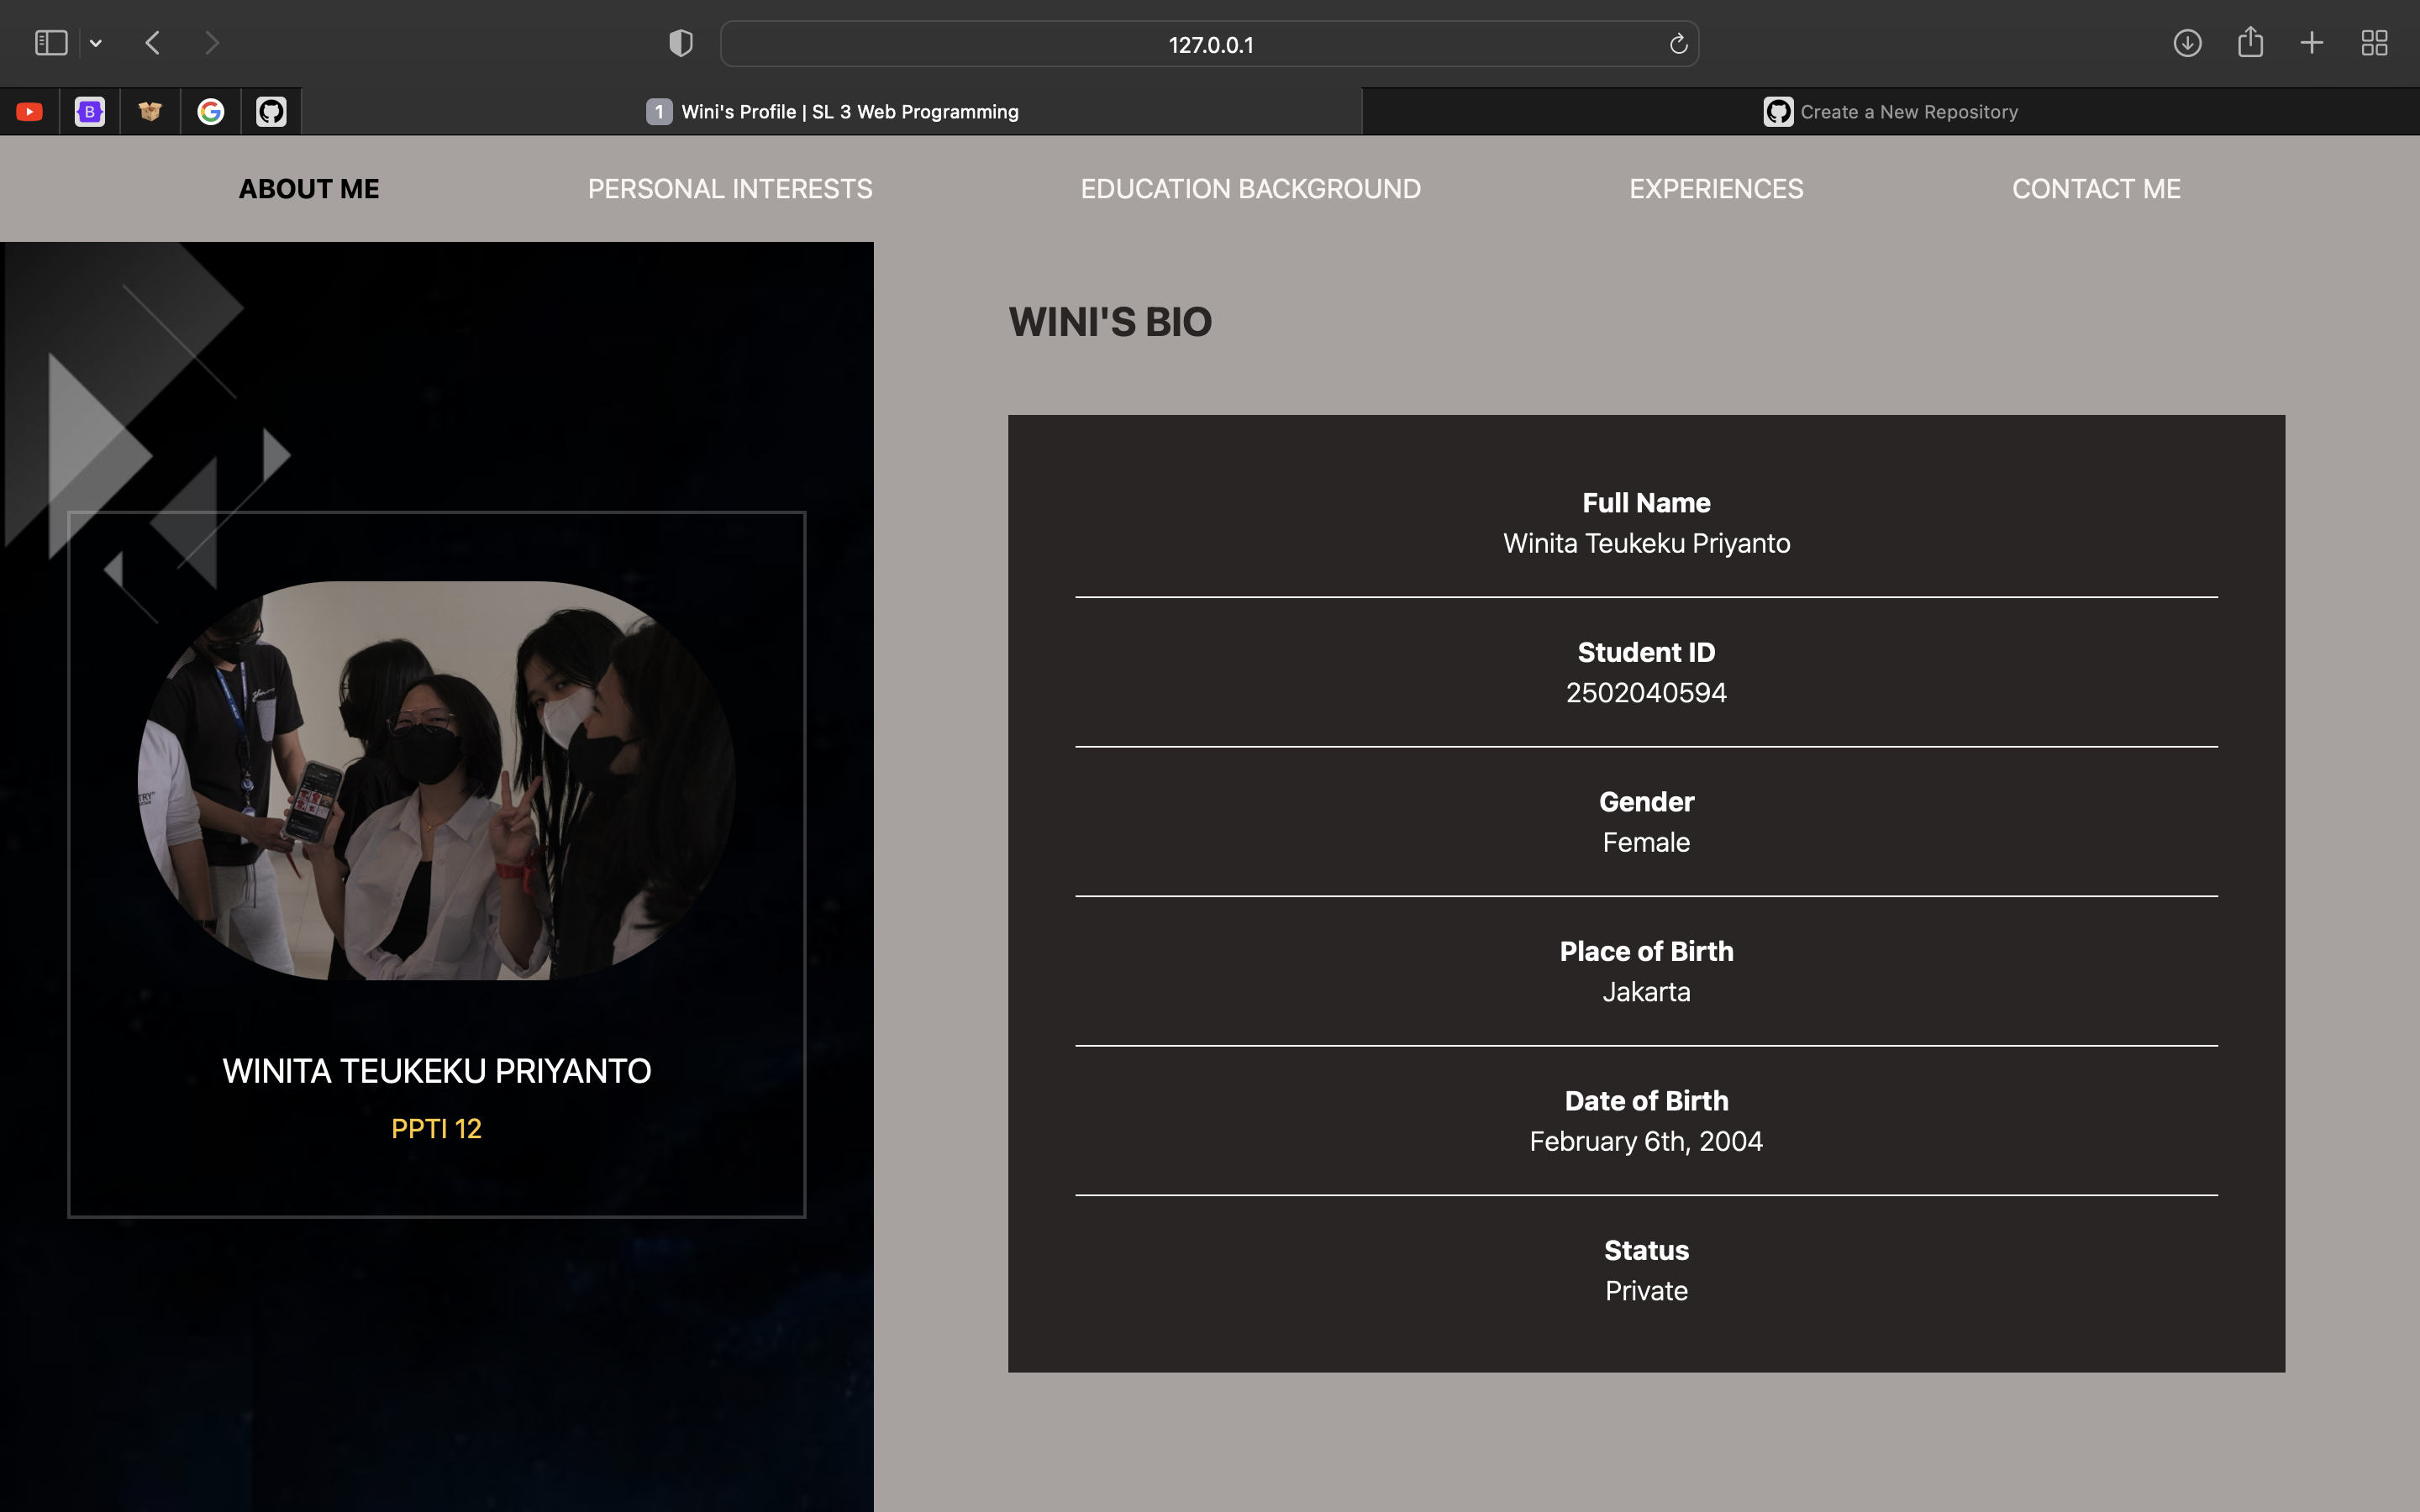 127.0.0.1
1 Wini's Profile | SL 3 Web Programming
Create a New Repository
ABOUT ME
PERSONAL INTERESTS
EDUCATION BACKGROUND
EXPERIENCES
CONTACT ME
WINITA TEUKEKU PRIYANTO
PPTI 12
WINI'S BIO
Full Name
Winita Teukeku Priyanto
Student ID
2502040594
Gender
Female
Place of Birth
Jakarta
Date of Birth
February 6th, 2004
Status
Private